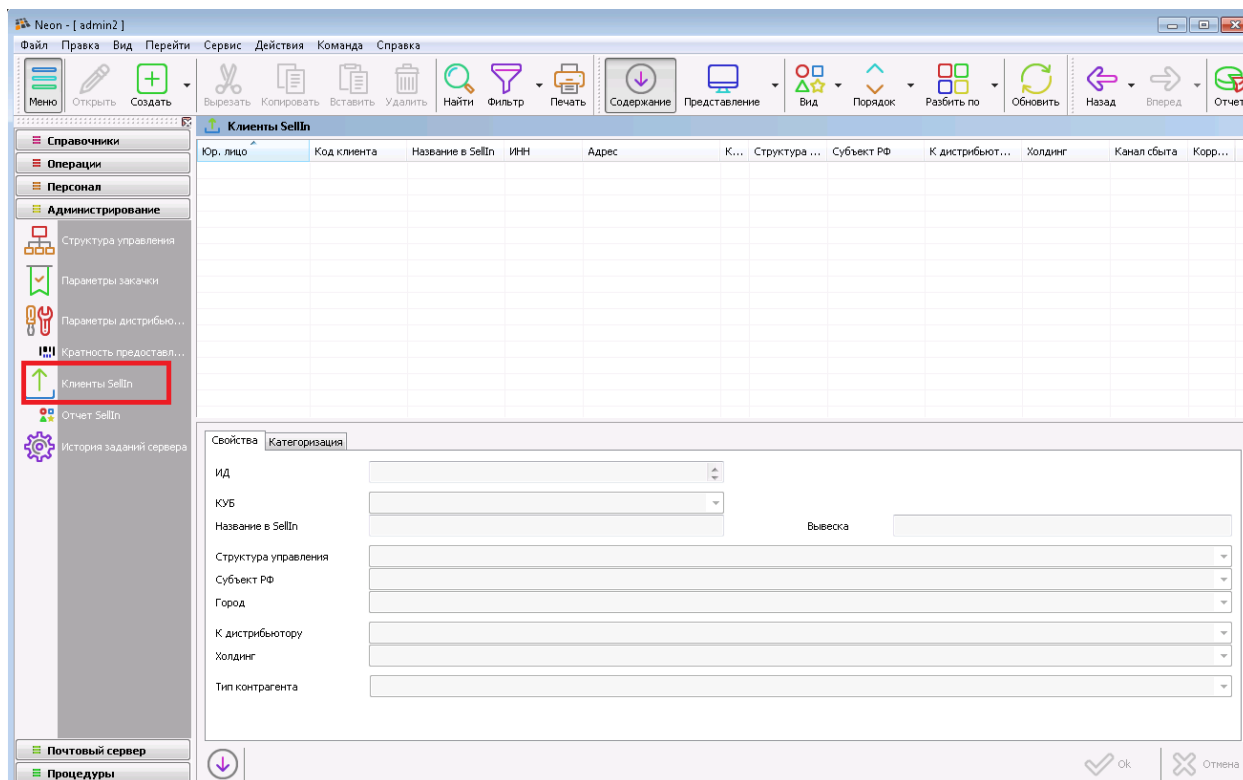 Neon - [ admin2 ]
Файл Правка Вид Перейти Сервис Действия Команда Справка
Меню Открыть Создать Вырезать Копировать Вставить Удалить Найти Фильтр Печать Содержание Представление Вид Порядок Разбить по Обновить Назад Вперед Отчет
Справочники
Операции
Персонал
Администрирование
Структура управления
Параметры закачки
Параметры дистрибью...
Кратность предоставл...
Клиенты SellIn
Отчет SellIn
История заданий сервера
Почтовый сервер
Процедуры
Клиенты SellIn
Юр. лицо Код клиента Название в SellIn ИНН Адрес К... Структура ... Субъект РФ К дистрибьют... Холдинг Канал сбыта Корр...
Свойства Категоризация
ИД
КУБ
Название в SellIn Вывеска
Структура управления
Субъект РФ
Город
К дистрибьютору
Холдинг
Тип контрагента
Ok Отмена